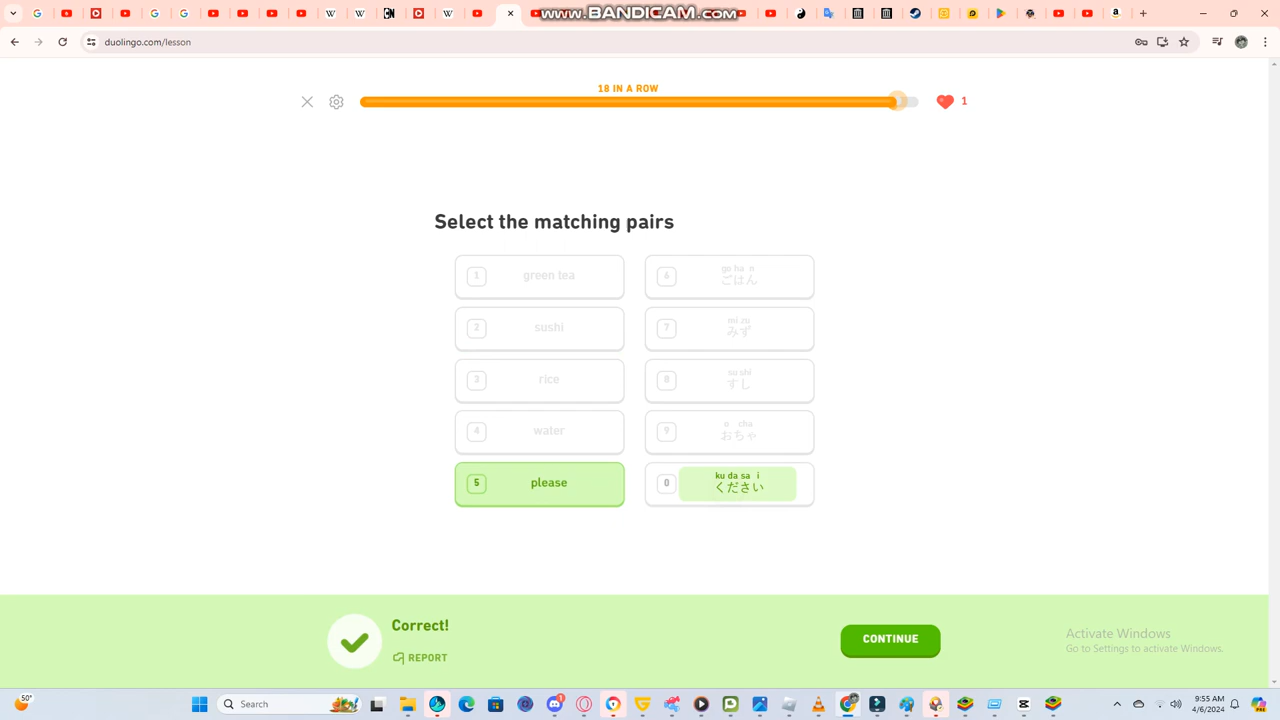 WWW.BANDICAM.COM
duolingo.com/lesson
18 IN A ROW
1
Select the matching pairs
1 green tea
6 go ha n
ごはん
2 sushi
7 mi zu
みず
3 rice
8 su shi
すし
4 water
9 o cha
おちゃ
5 please
0 ku da sa i
ください
Correct!
REPORT
CONTINUE
Activate Windows
Go to Settings to activate Windows.
50°
Search
1
9:55 AM
4/6/2024